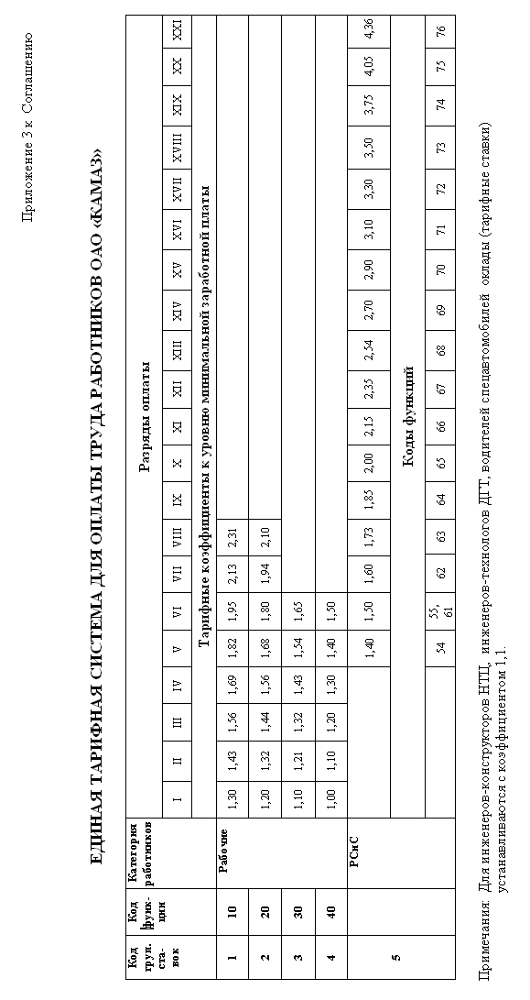 Приложение 3 к Соглашению
ЕДИНАЯ ТАРИФНАЯ СИСТЕМА ДЛЯ ОПЛАТЫ ТРУДА РАБОТНИКОВ ОАО «КАМАЗ»
Код груп. ста- вок | Код функ- ции | Категория работников | Разряды оплаты
I II III IV V VI VII VIII IX X XI XII XIII XIV XV XVI XVII XVIII XIX XX XXI
Тарифные коэффициенты к уровню минимальной заработной платы
1 10 Рабочие 1,30 1,43 1,56 1,69 1,82 1,95 2,13 2,31
2 20 1,20 1,32 1,44 1,56 1,68 1,80 1,94 2,10
3 30 1,10 1,21 1,32 1,43 1,54 1,65
4 40 1,00 1,10 1,20 1,30 1,40 1,50
5 РСиС 1,40 1,50 1,60 1,73 1,85 2,00 2,15 2,35 2,54 2,70 2,90 3,10 3,30 3,50 3,75 4,05 4,36
Коды функций
54 55, 61 62 63 64 65 66 67 68 69 70 71 72 73 74 75 76
Примечания: Для инженеров-конструкторов НТЦ, инженеров-технологов ДГТ, водителей спецавтомобилей оклады (тарифные ставки)
устанавливаются с коэффициентом 1,1.